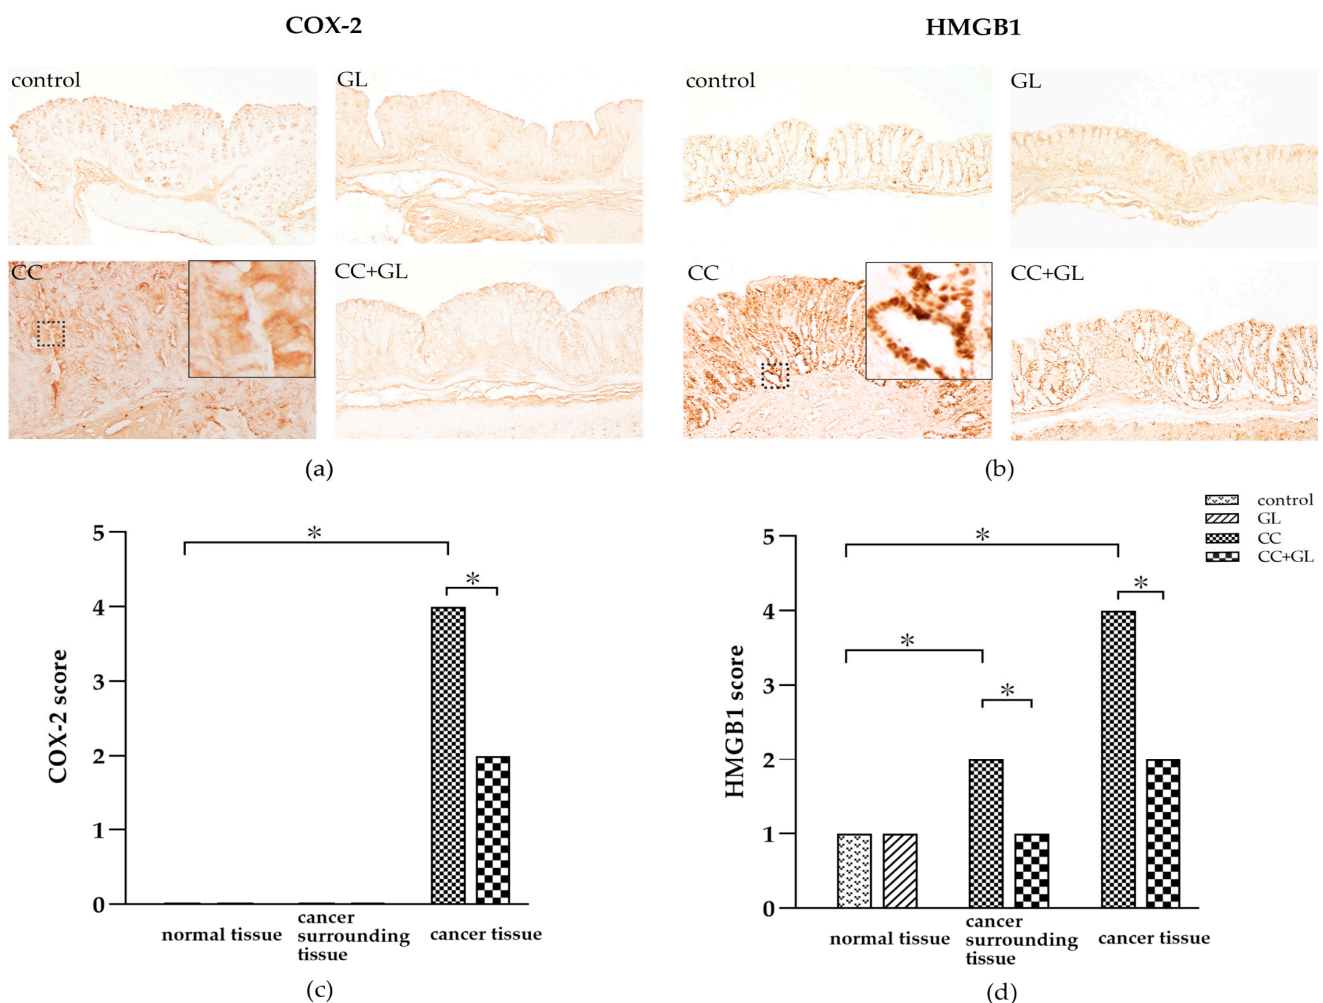 COX-2
HMGB1
control
GL
CC
CC+GL
(a)
control
GL
CC
CC+GL
(b)
COX-2 score
5
4
3
2
1
0
*
*
normal tissue
cancer
surrounding
tissue
cancer tissue
(c)
HMGB1 score
5
4
3
2
1
0
*
*
*
*
normal tissue
cancer
surrounding
tissue
cancer tissue
control
GL
CC
CC+GL
(d)